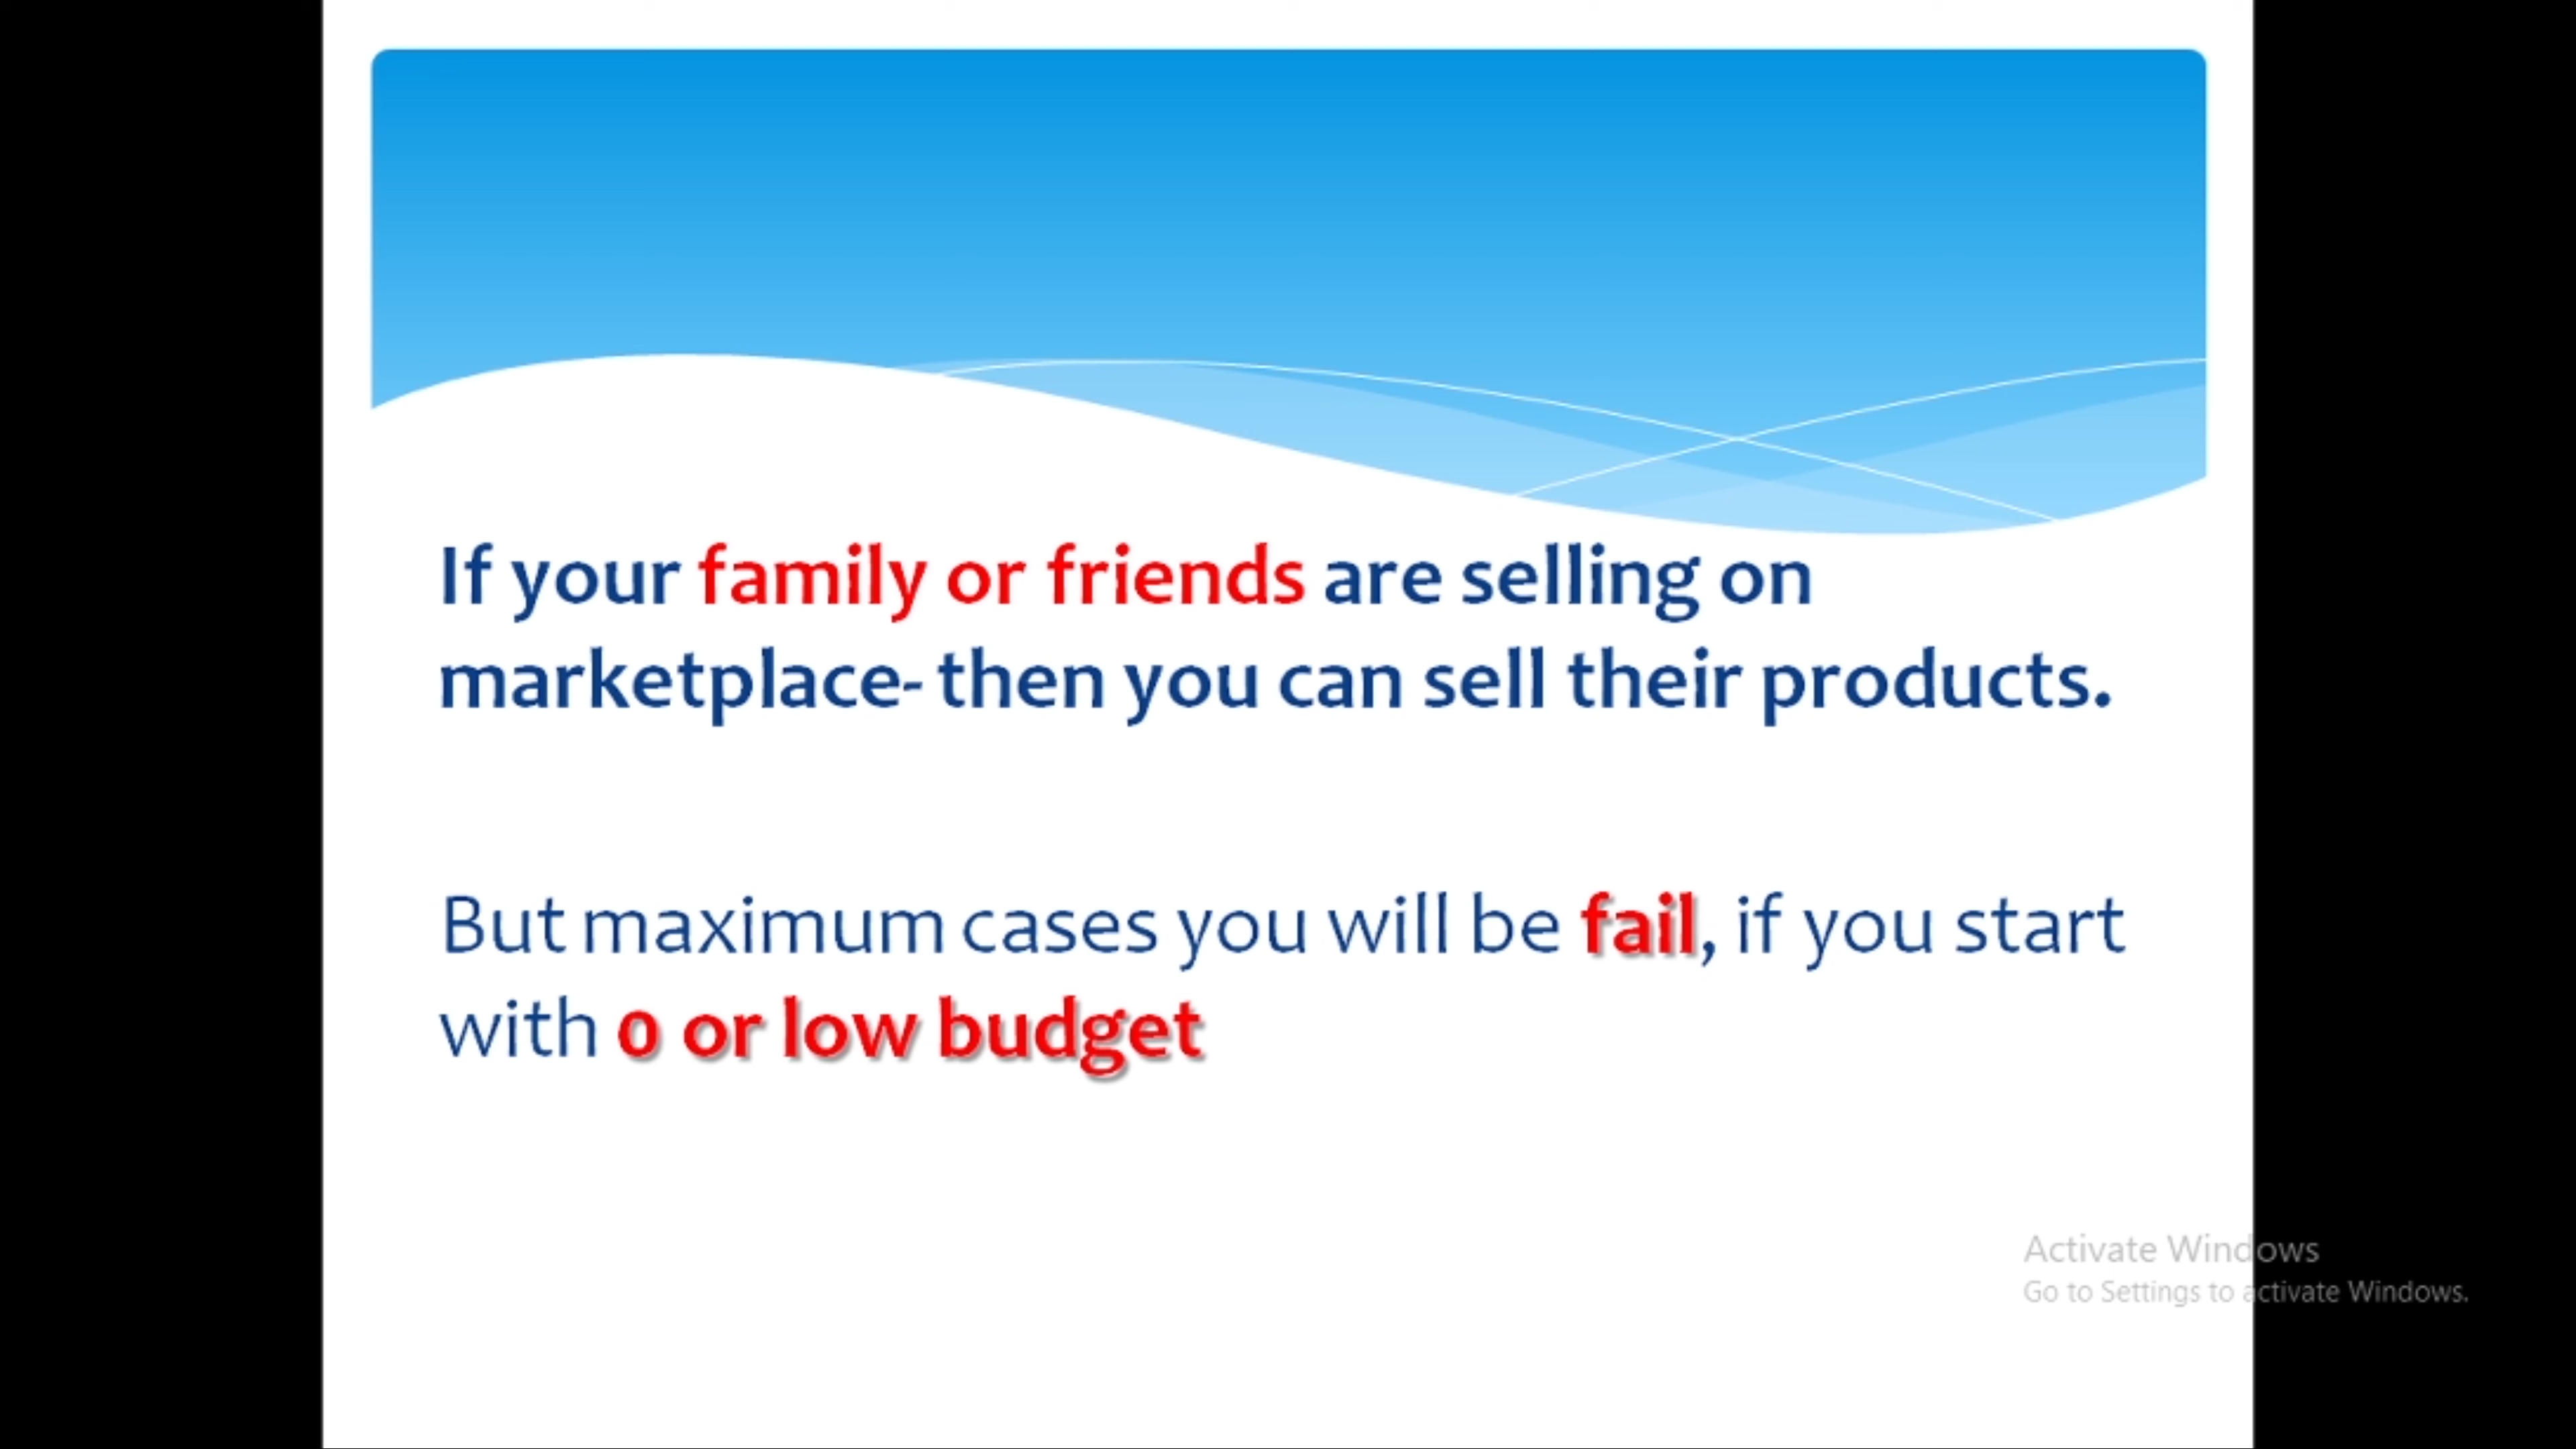 If your family or friends are selling on
marketplace- then you can sell their products.
But maximum cases you will be fail, if you start
with 0 or low budget
Activate Windows
Go to Settings to activate Windows.